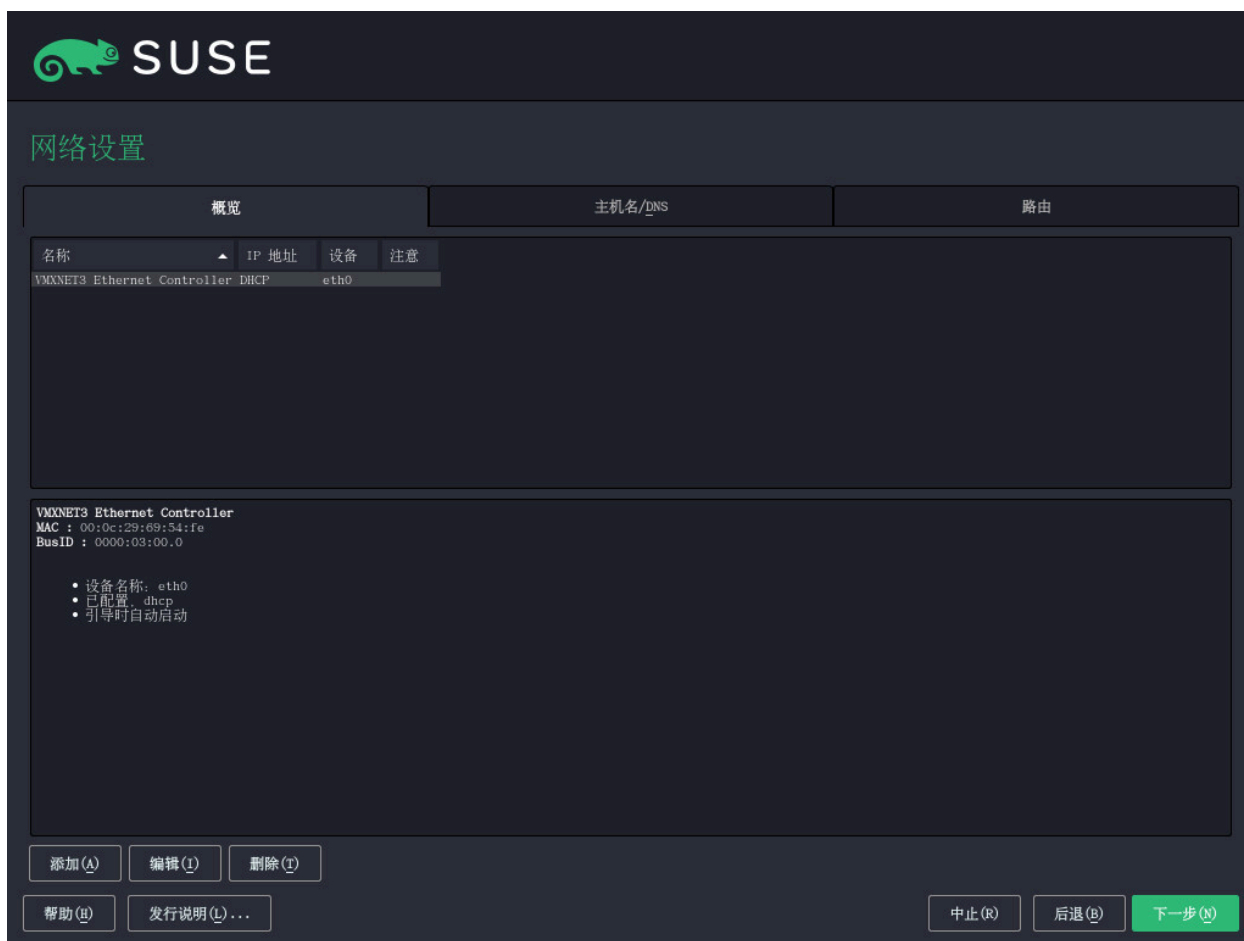 SUSE
网络设置
概览 主机名/DNS 路由
名称 IP 地址 设备 注意
VMXNET3 Ethernet Controller DHCP eth0
VMXNET3 Ethernet Controller
MAC : 00:0c:29:69:54:fe
BusID : 0000:03:00.0
• 设备名称: eth0
• 已配置, dhcp
• 引导时自动启动
添加(A) 编辑(I) 删除(T)
帮助(H) 发行说明(L)... 中止(R) 后退(B) 下一步(N)